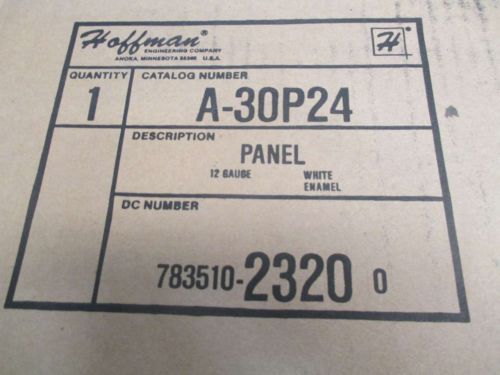 Hoffman®
ENGINEERING COMPANY
ANOKA, MINNESOTA 55303 U.S.A.
H®
QUANTITY
1
CATALOG NUMBER
A-30P24
DESCRIPTION
PANEL
12 GAUGE WHITE
ENAMEL
DC NUMBER
783510-2320 0